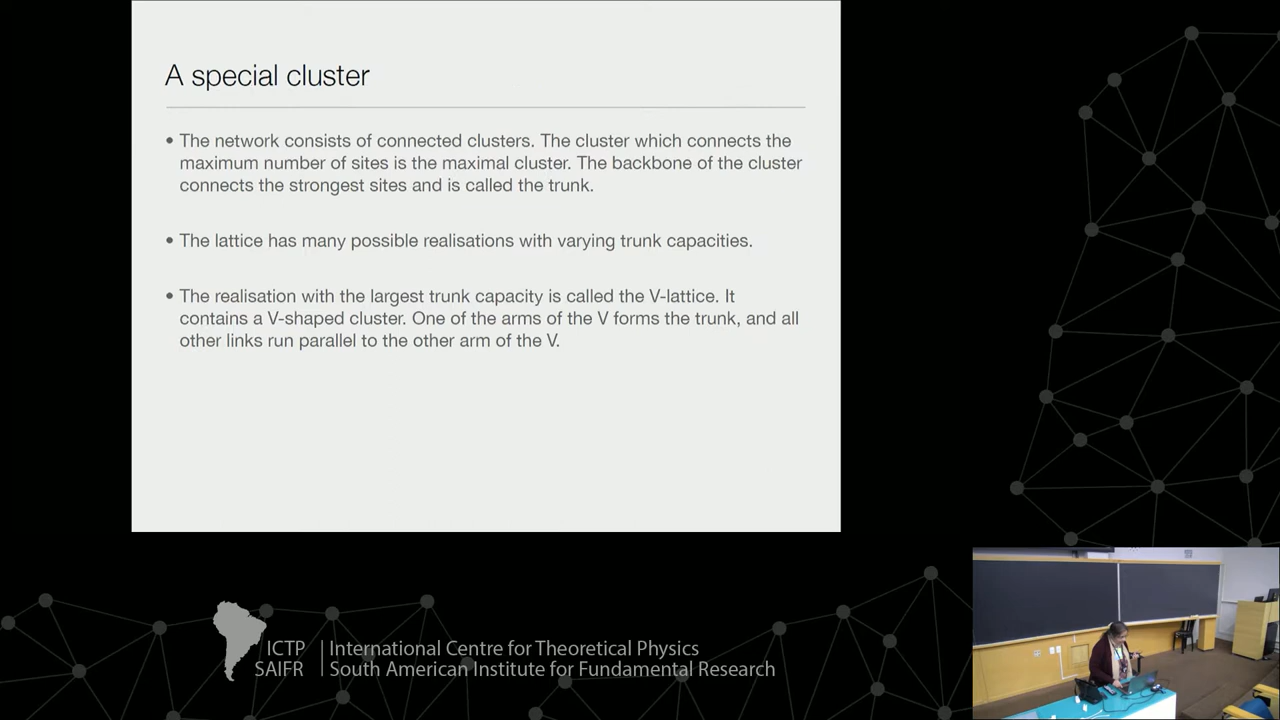 A special cluster
• The network consists of connected clusters. The cluster which connects the
maximum number of sites is the maximal cluster. The backbone of the cluster
connects the strongest sites and is called the trunk.
• The lattice has many possible realisations with varying trunk capacities.
• The realisation with the largest trunk capacity is called the V-lattice. It
contains a V-shaped cluster. One of the arms of the V forms the trunk, and all
other links run parallel to the other arm of the V.
ICTP
SAIFR
International Centre for Theoretical Physics
South American Institute for Fundamental Research